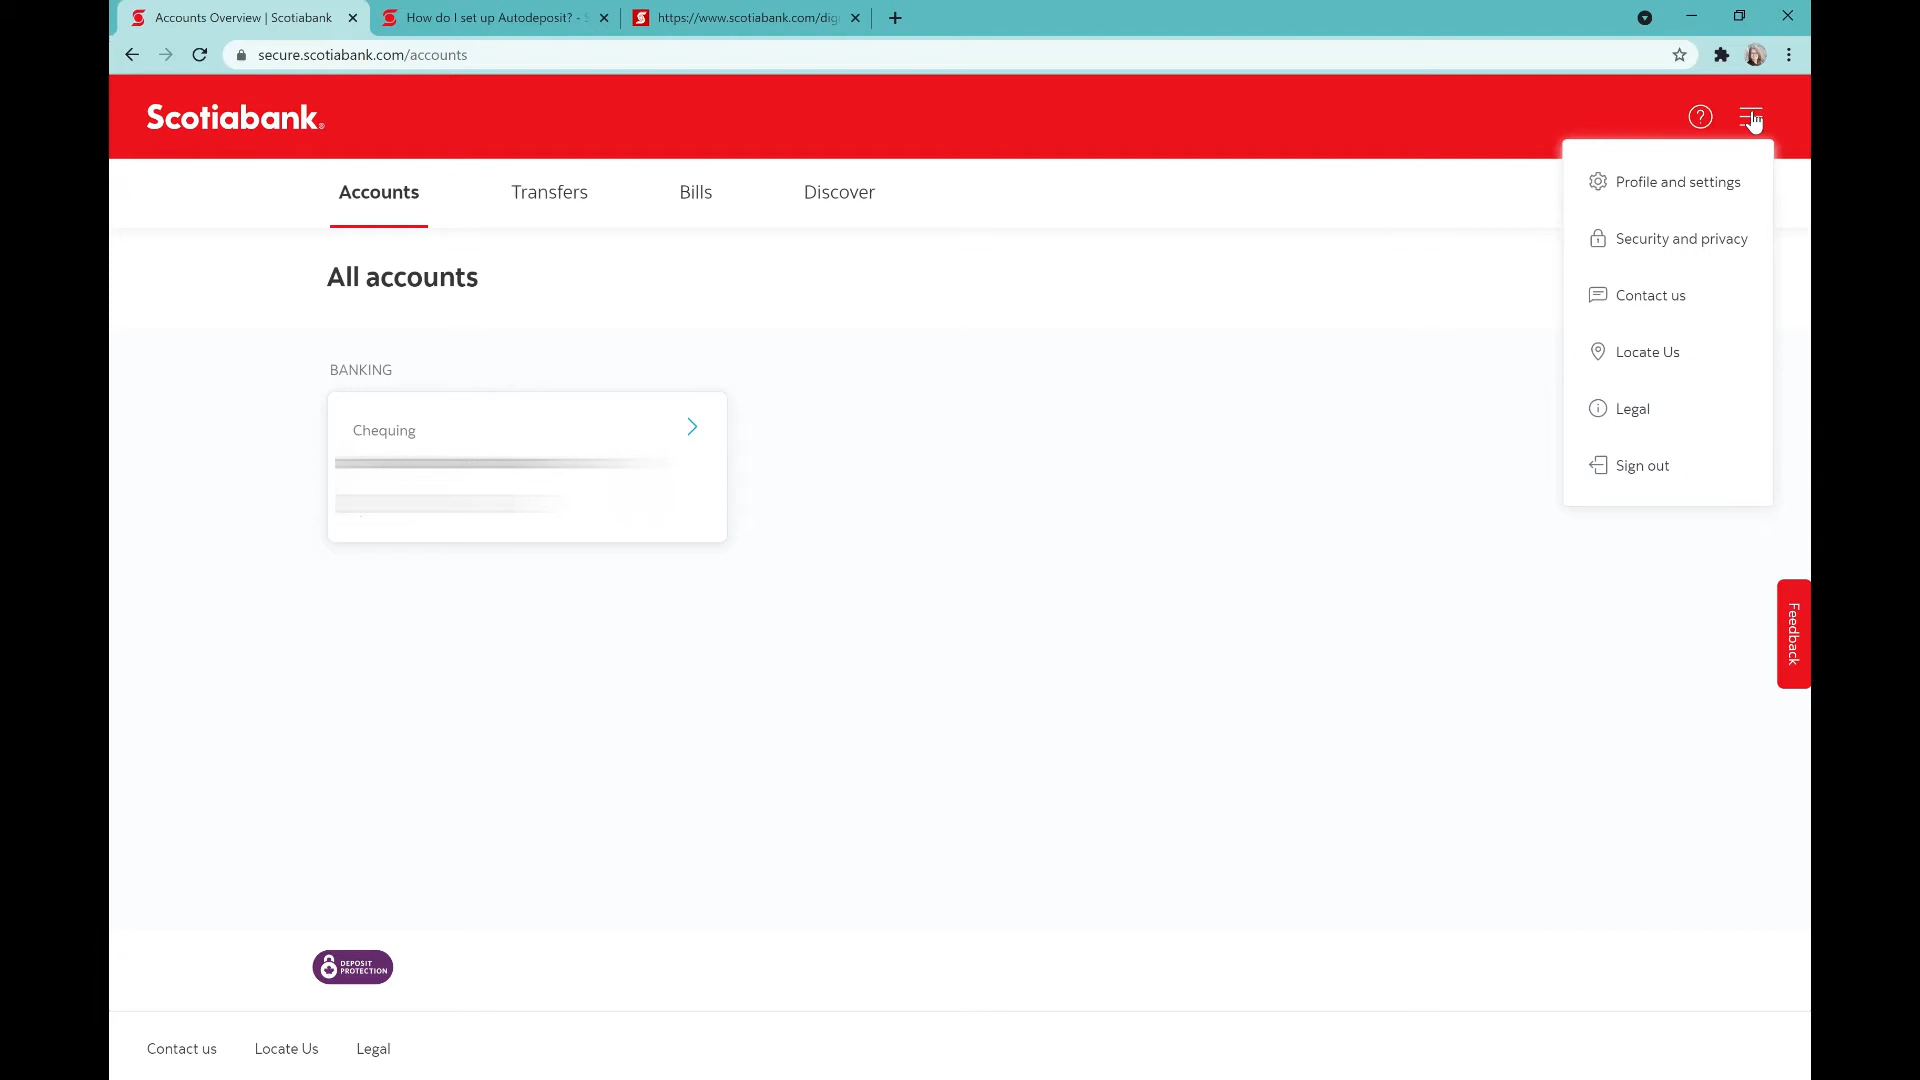 Accounts Overview | Scotiabank
How do I set up Autodeposit? - S
https://www.scotiabank.com/dig
secure.scotiabank.com/accounts
Scotiabank®
?
Accounts
Transfers
Bills
Discover
Profile and settings
Security and privacy
Contact us
Locate Us
Legal
Sign out
All accounts
BANKING
Chequing
Feedback
DEPOSIT
PROTECTION
Contact us
Locate Us
Legal